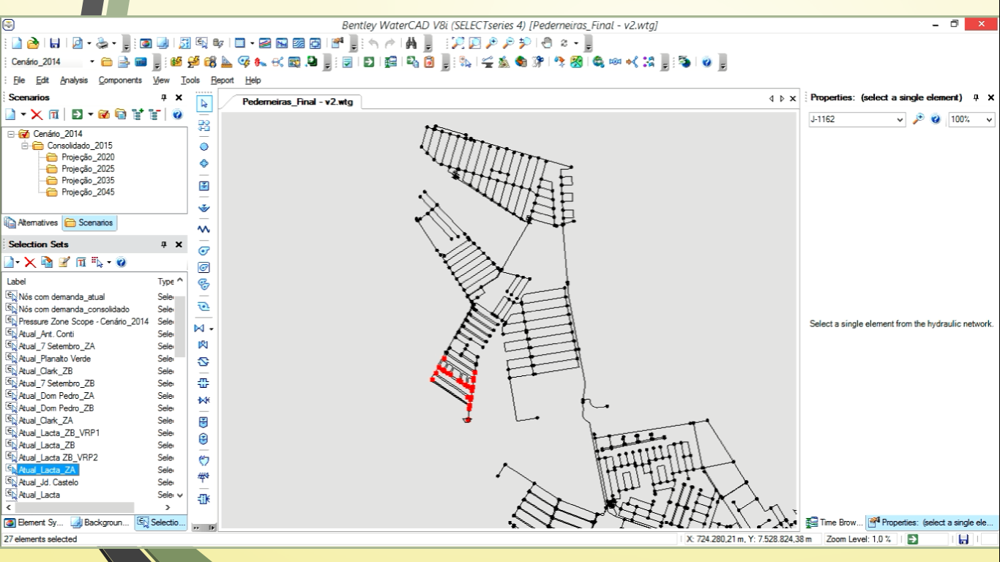 Bentley WaterCAD V8i (SELECTseries 4) [Pederneiras_Final - v2.wtg]
Cenário_2014
File Edit Analysis Components View Tools Report Help
Scenarios
Cenário_2014
Consolidado_2015
Projeção_2020
Projeção_2025
Projeção_2035
Projeção_2045
Alternatives Scenarios
Selection Sets
Label Type
Nós com demanda_atual Sele
Nós com demanda_consolidado Sele
Pressure Zone Scope - Cenário_2014 Sele
Atual_Ant. Conti Sele
Atual_7 Setembro_ZA Sele
Atual_Planalto Verde Sele
Atual_Clark_ZB Sele
Atual_7 Setembro_ZB Sele
Atual_Dom Pedro_ZA Sele
Atual_Dom Pedro_ZB Sele
Atual_Clark_ZA Sele
Atual_Lacta_ZB_VRP1 Sele
Atual_Lacta_ZB Sele
Atual_Lacta ZB_VRP2 Sele
Atual_Lacta_ZA Sele
Atual_Jd. Castelo Sele
Atual_Lacta Sele
Element Sy... Backgroun... Selectio...
27 elements selected
Pederneiras_Final - v2.wtg
Properties: (select a single element)
J-1162 100%
Select a single element from the hydraulic network.
Time Brow... Properties: (select a single ele...
X: 724.280,21 m, Y: 7.528.824,38 m Zoom Level: 1,0 %